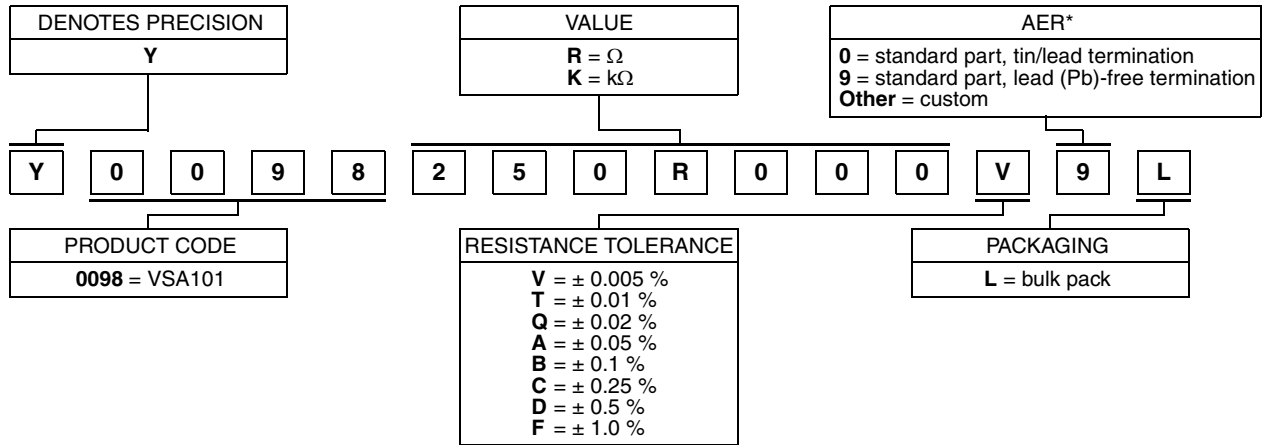 DENOTES PRECISION
Y
VALUE
R = Ω
K = kΩ
AER*
0 = standard part, tin/lead termination
9 = standard part, lead (Pb)-free termination
Other = custom
Y 0 0 9 8 2 5 0 R 0 0 0 V 9 L
PRODUCT CODE
0098 = VSA101
RESISTANCE TOLERANCE
V = ± 0.005 %
T = ± 0.01 %
Q = ± 0.02 %
A = ± 0.05 %
B = ± 0.1 %
C = ± 0.25 %
D = ± 0.5 %
F = ± 1.0 %
PACKAGING
L = bulk pack